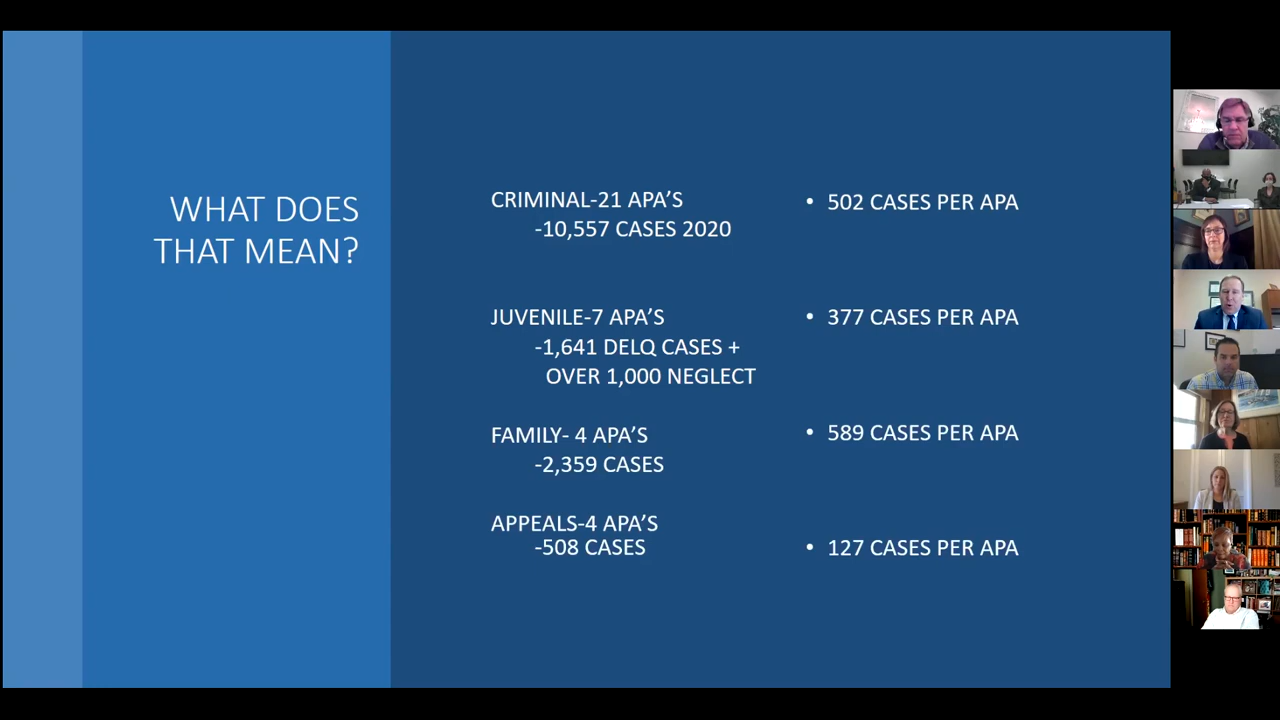 WHAT DOES
THAT MEAN?
CRIMINAL-21 APA'S
-10,557 CASES 2020
• 502 CASES PER APA
JUVENILE-7 APA'S
-1,641 DELQ CASES +
OVER 1,000 NEGLECT
• 377 CASES PER APA
FAMILY- 4 APA'S
-2,359 CASES
• 589 CASES PER APA
APPEALS-4 APA'S
-508 CASES
• 127 CASES PER APA